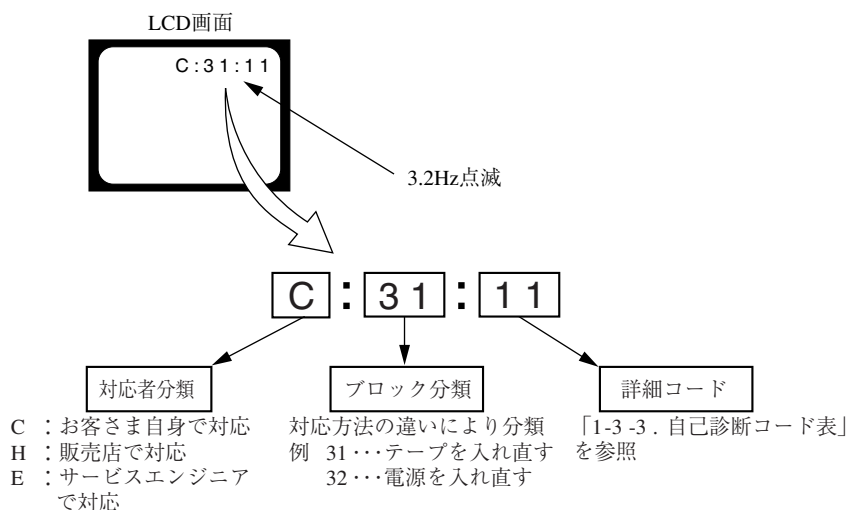 LCD画面
C:31:11
3.2Hz点滅
C : 31 : 11
対応者分類
C ：お客さま自身で対応
H ：販売店で対応
E ：サービスエンジニア
で対応
ブロック分類
対応方法の違いにより分類
例 31･･･テープを入れ直す
32･･･電源を入れ直す
詳細コード
「1-3 -3 . 自己診断コード表」
を参照